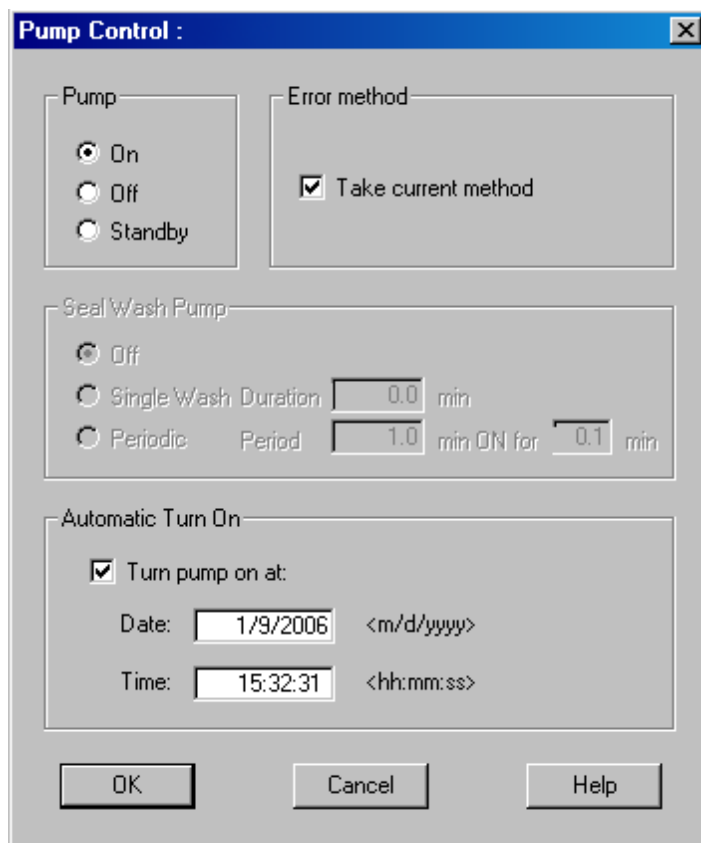 Pump Control :
Pump
On
Off
Standby
Error method
Take current method
Seal Wash Pump
Off
Single Wash Duration 0.0 min
Periodic Period 1.0 min ON for 0.1 min
Automatic Turn On
Turn pump on at:
Date: 1/9/2006 <m/d/yyyy>
Time: 15:32:31 <hh:mm:ss>
OK Cancel Help